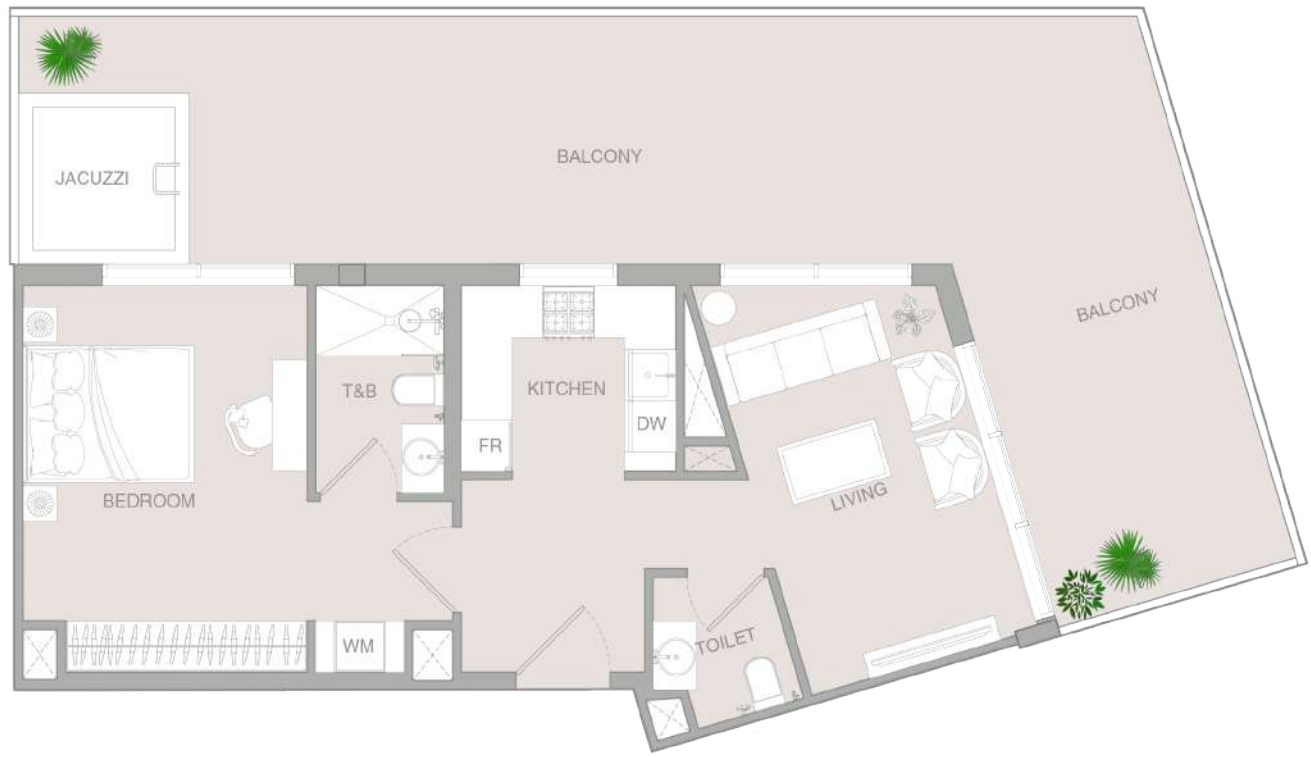 BALCONY
JACUZZI
BALCONY
KITCHEN
T&B
DW
FR
BEDROOM
LIVING
TOILET
WM